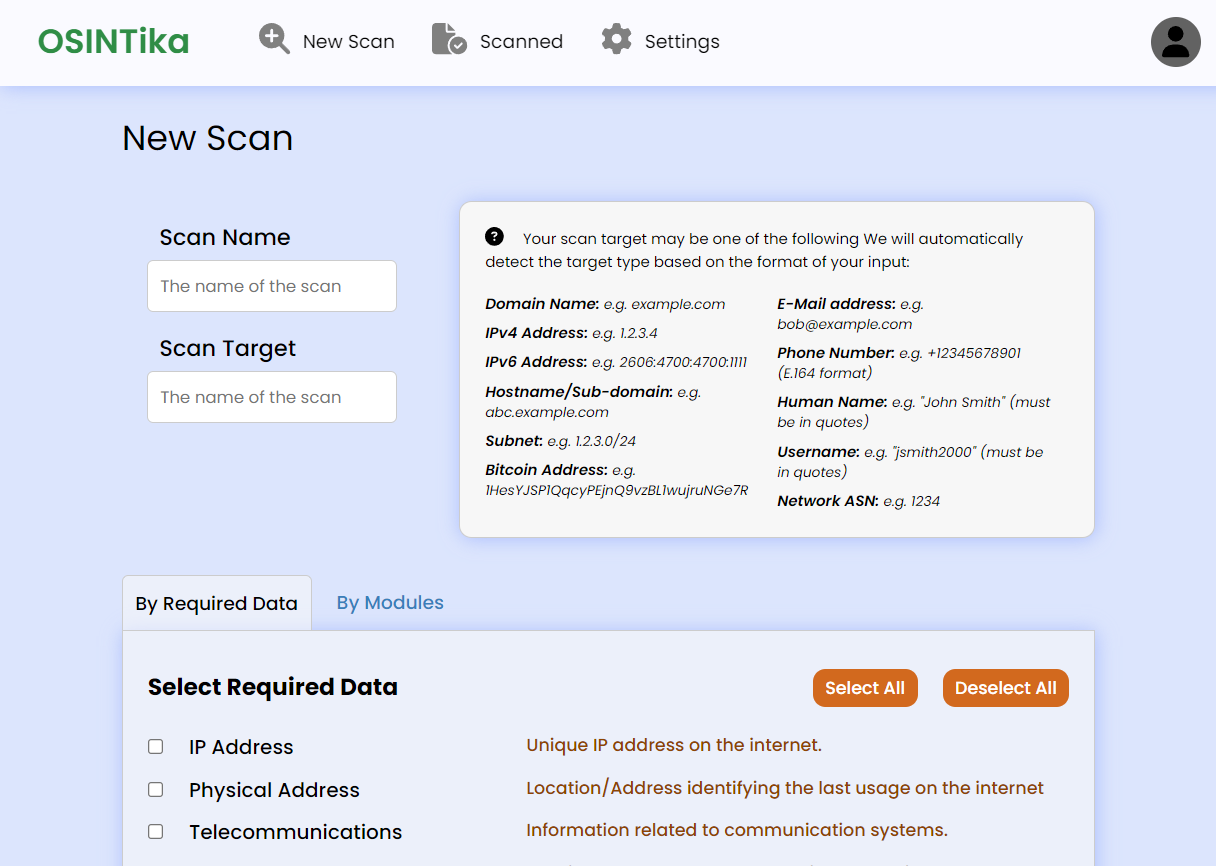 OSINTika
New Scan
Scanned
Settings
New Scan
Scan Name
The name of the scan
Scan Target
The name of the scan
Your scan target may be one of the following We will automatically
detect the target type based on the format of your input:
Domain Name: e.g. example.com
IPv4 Address: e.g. 1.2.3.4
IPv6 Address: e.g. 2606:4700:4700:1111
Hostname/Sub-domain: e.g.
abc.example.com
Subnet: e.g. 1.2.3.0/24
Bitcoin Address: e.g.
1HesYJSP1QqcyPEjnQ9vzBL1wujruNGe7R
E-Mail address: e.g.
bob@example.com
Phone Number: e.g. +12345678901
(E.164 format)
Human Name: e.g. "John Smith" (must
be in quotes)
Username: e.g. "jsmith2000" (must be
in quotes)
Network ASN: e.g. 1234
By Required Data
By Modules
Select Required Data
Select All
Deselect All
IP Address
Unique IP address on the internet.
Physical Address
Location/Address identifying the last usage on the internet
Telecommunications
Information related to communication systems.